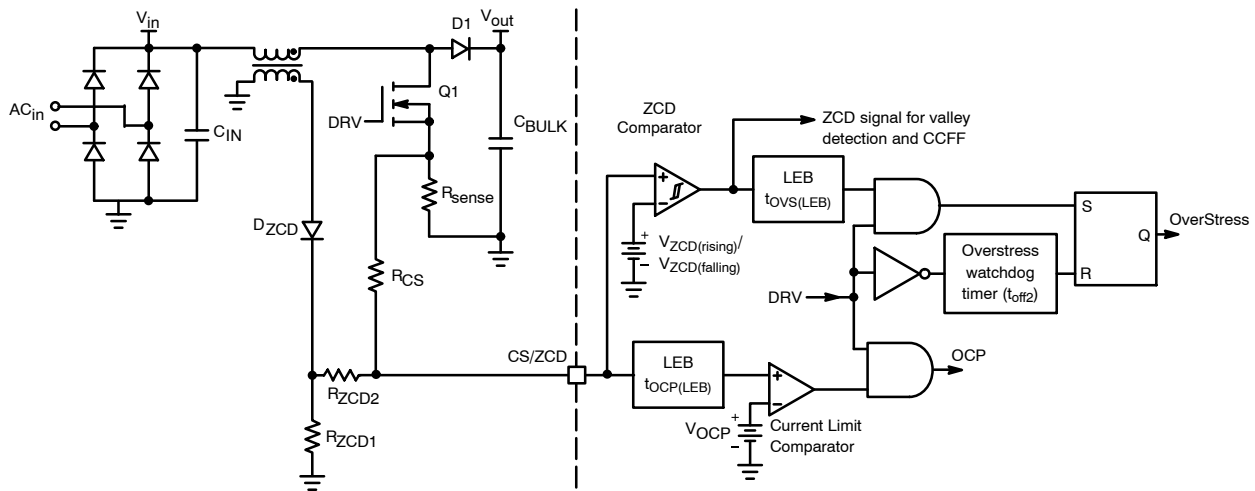 Vin
D1
Vout
ACin
CIN
Q1
DRV
CBULK
Rsense
DZCD
RCS
CS/ZCD
RZCD2
RZCD1
ZCD
Comparator
ZCD signal for valley
detection and CCFF
LEB
tOVS(LEB)
+
−
+
−
VZCD(rising)/
VZCD(falling)
DRV
Overstress
watchdog
timer (toff2)
S
R
Q
OverStress
LEB
tOCP(LEB)
+
−
VOCP
+
−
Current Limit
Comparator
OCP